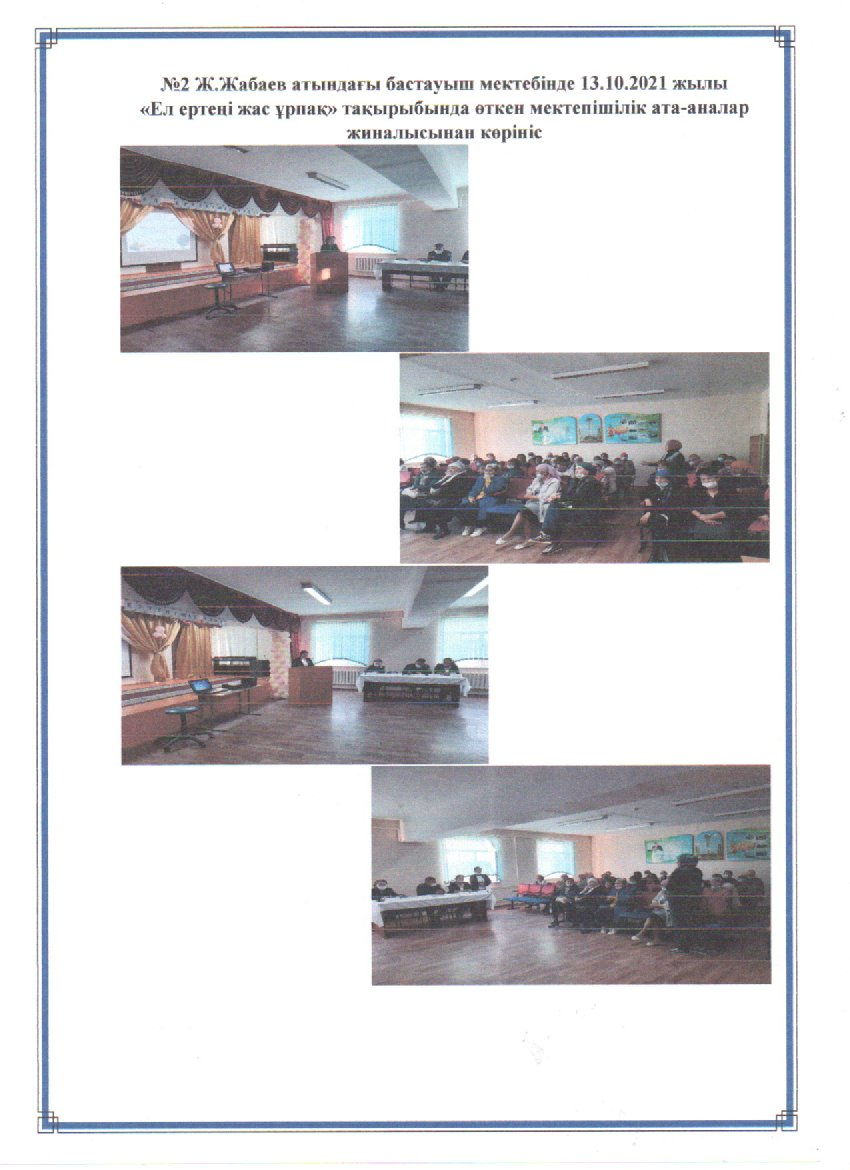 №2 Ж.Жабаев атындағы бастауыш мектебінде 13.10.2021 жылы
«Ел ертеңі жас ұрпақ» тақырыбында өткен мектепішілік ата-аналар
жиналысынан көрініс